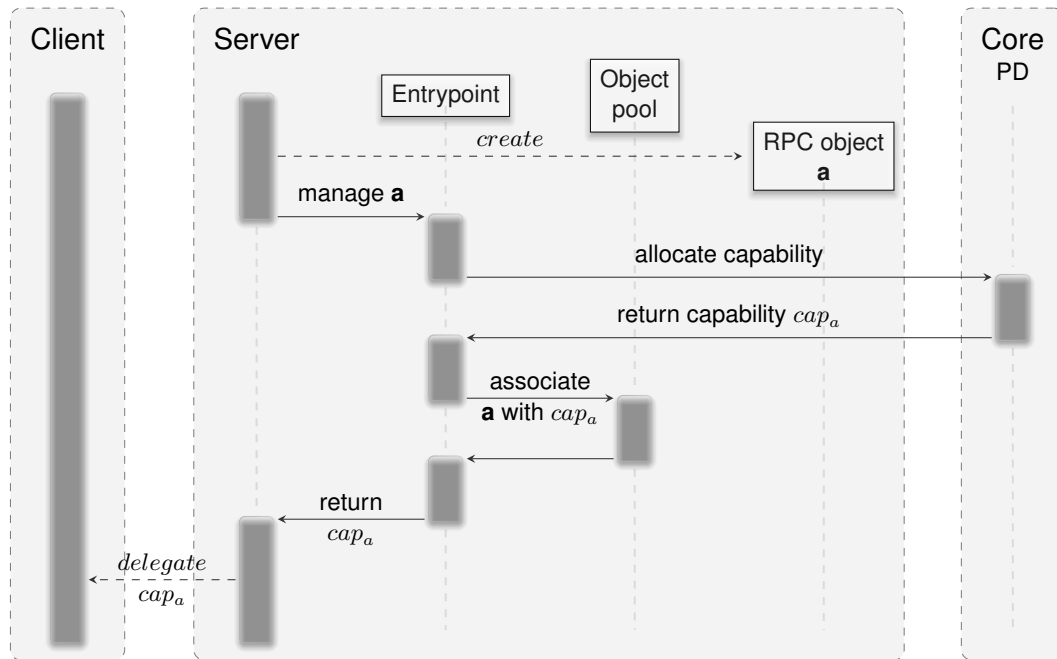 Client
Server
Core
PD
Entrypoint
Object
pool
create
RPC object
a
manage a
allocate capability
return capability cap_a
associate
a with cap_a
return
cap_a
delegate
cap_a